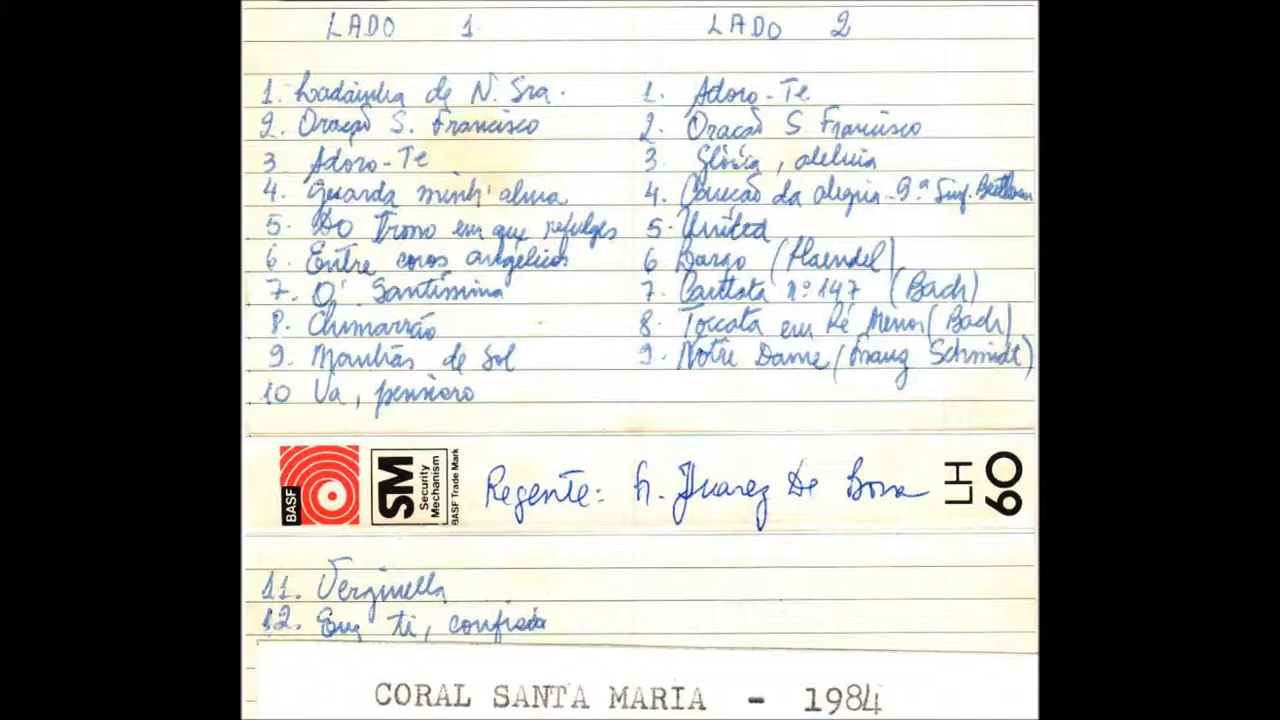 LADO 1
1. Ladainha de N. Sra.
2. Oração S. Francisco
3. Adoro-Te
4. Guarda minh'alma
5. Do Trono em que refulges
6. Entre coros angélicos
7. Ó Santíssima
8. Chimarrão
9. Manhãs de Sol
10 Va, pensiero
LADO 2
1. Adoro-Te
2. Oração S Francisco
3. Glória, aleluia
4. Canção da alegria - 9ª Sinf. Beethoven
5. United
6 Largo (Haendel)
7. Cantata nº 147 (Bach)
8. Toccata em Ré Menor (Bach)
9. Notre Dame (Franz Schmidt)
BASF
SM
Security
Mechanism
BASF Trade Mark
Regente: Ir. Juarez De Bona
LH
60
11. Verginella
12. Em ti, confiada
CORAL SANTA MARIA - 1984